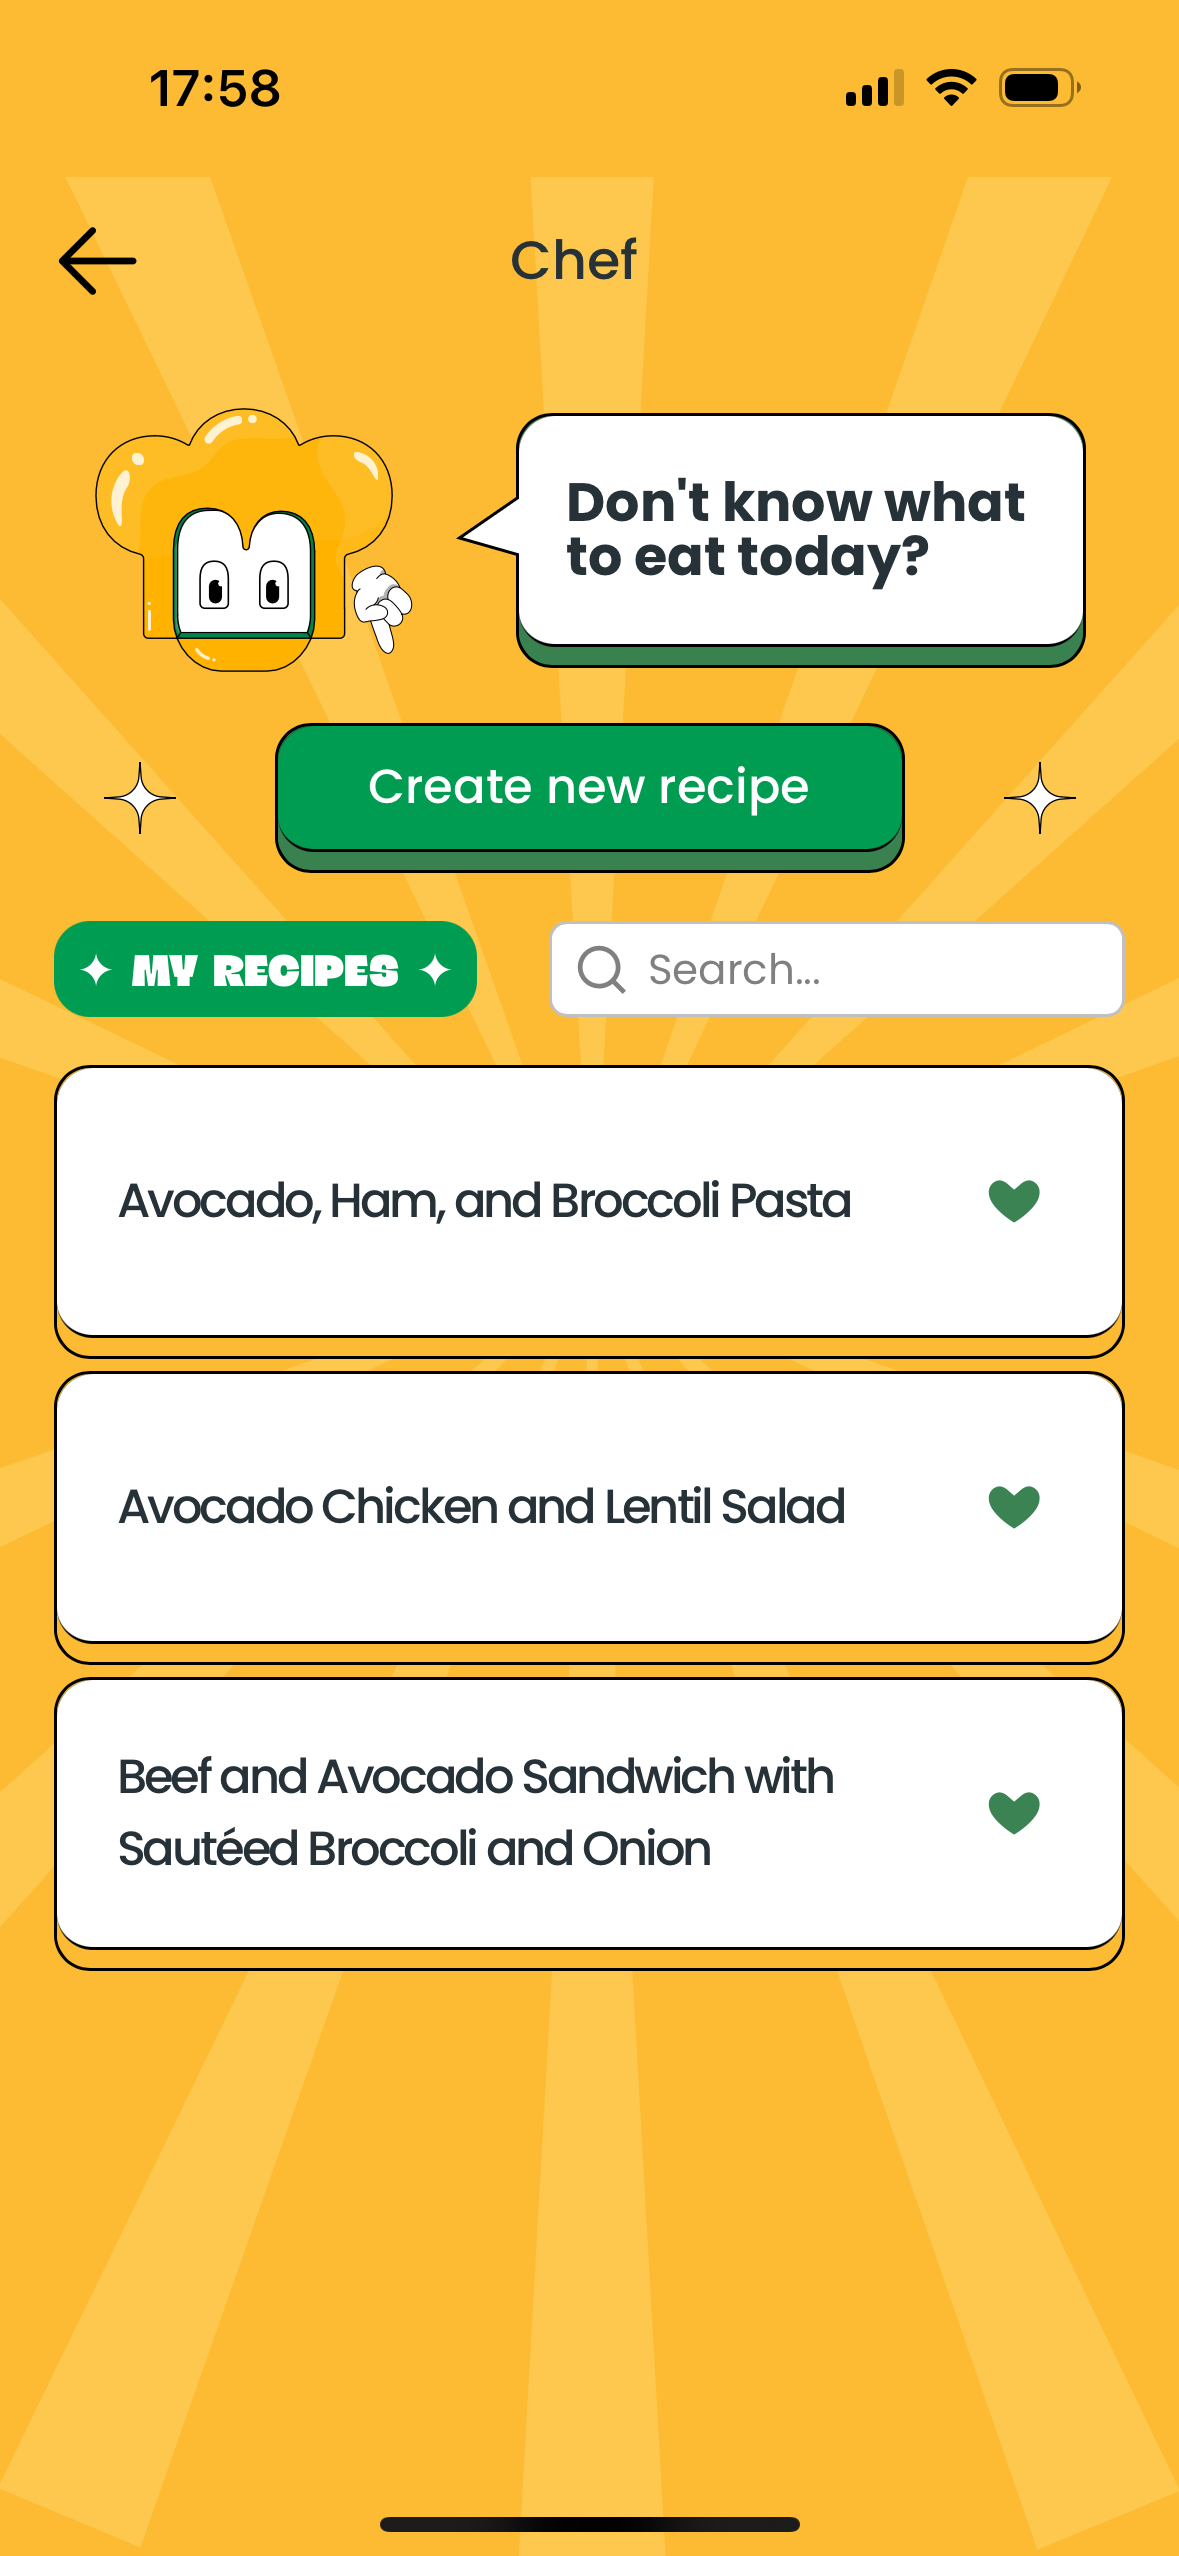 17:58
Chef
Don't know what
to eat today?
Create new recipe
MY RECIPES
Search...
Avocado, Ham, and Broccoli Pasta
Avocado Chicken and Lentil Salad
Beef and Avocado Sandwich with
Sautéed Broccoli and Onion